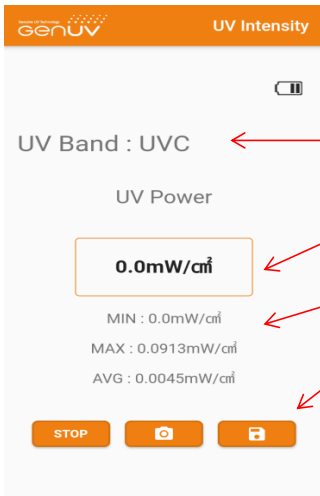 GenUV
UV Intensity
UV Band : UVC
UV Power
0.0mW/㎠
MIN : 0.0mW/㎠
MAX : 0.0913mW/㎠
AVG : 0.0045mW/㎠
STOP